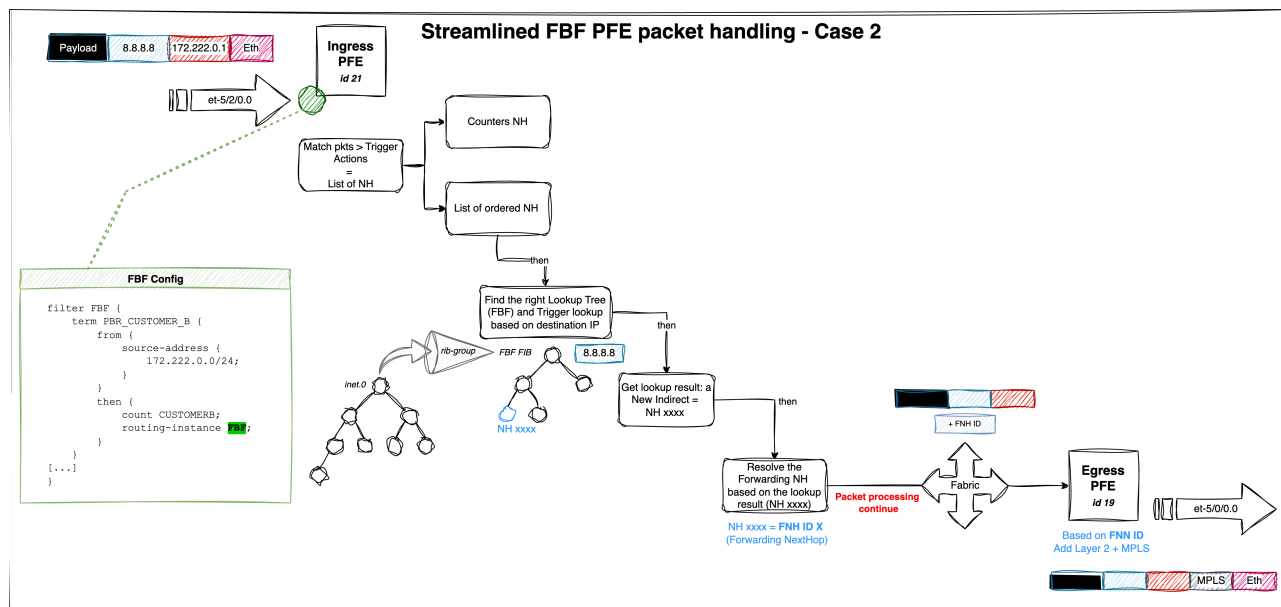 Streamlined FBF PFE packet handling - Case 2
Payload
8.8.8.8
172.222.0.1
Eth
Ingress
PFE
id 21
et-5/2/0.0
Counters NH
Match pkts > Trigger
Actions
=
List of NH
List of ordered NH
then
FBF Config
filter FBF {
term PBR_CUSTOMER_B {
from {
source-address {
172.222.0.0/24;
}
}
then {
count CUSTOMERB;
routing-instance FBF;
}
}
[...]
}
Find the right Lookup Tree
(FBF) and Trigger lookup
based on destination IP
then
rib-group
FBF FIB
8.8.8.8
inet.0
NH xxxx
Get lookup result: a
New Indirect =
NH xxxx
then
+ FNH ID
Resolve the
Forwarding NH
based on the lookup
result (NH xxxx)
Packet processing
continue
Fabric
Egress
PFE
id 19
et-5/0/0.0
NH xxxx = FNH ID X
(Forwarding NextHop)
Based on FNN ID
Add Layer 2 + MPLS
MPLS
Eth